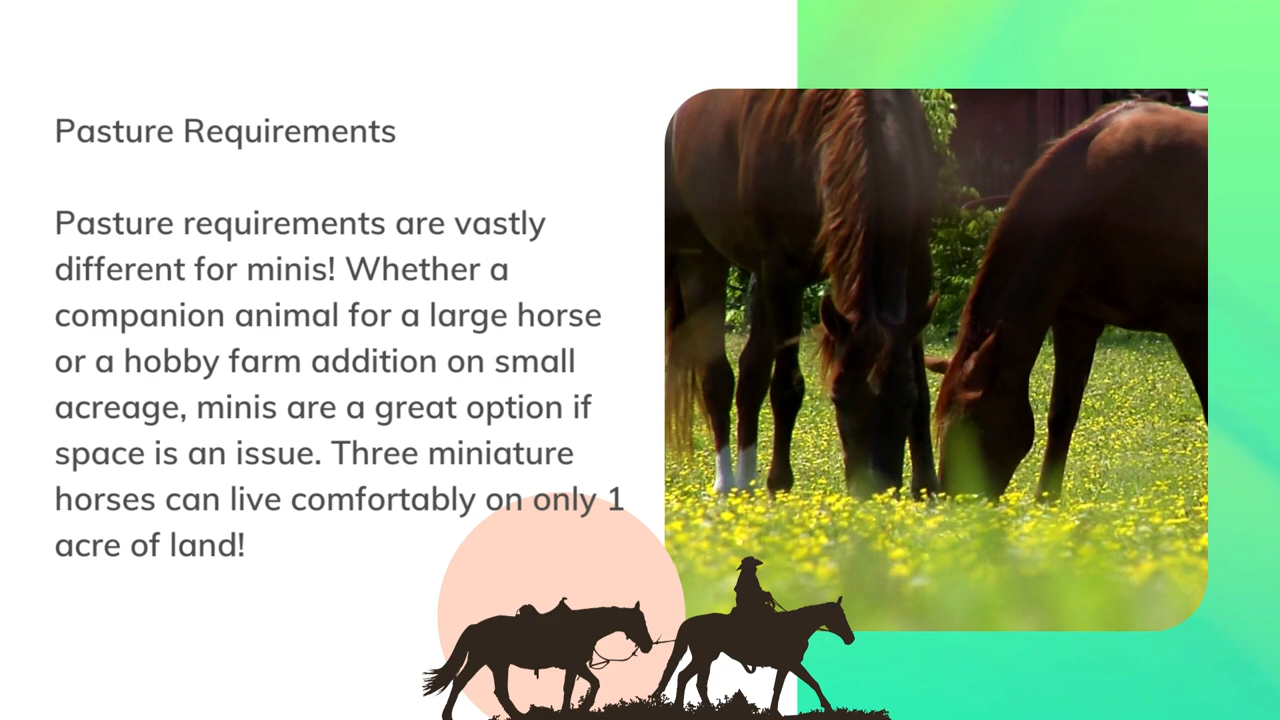 Pasture Requirements
Pasture requirements are vastly
different for minis! Whether a
companion animal for a large horse
or a hobby farm addition on small
acreage, minis are a great option if
space is an issue. Three miniature
horses can live comfortably on only 1
acre of land!